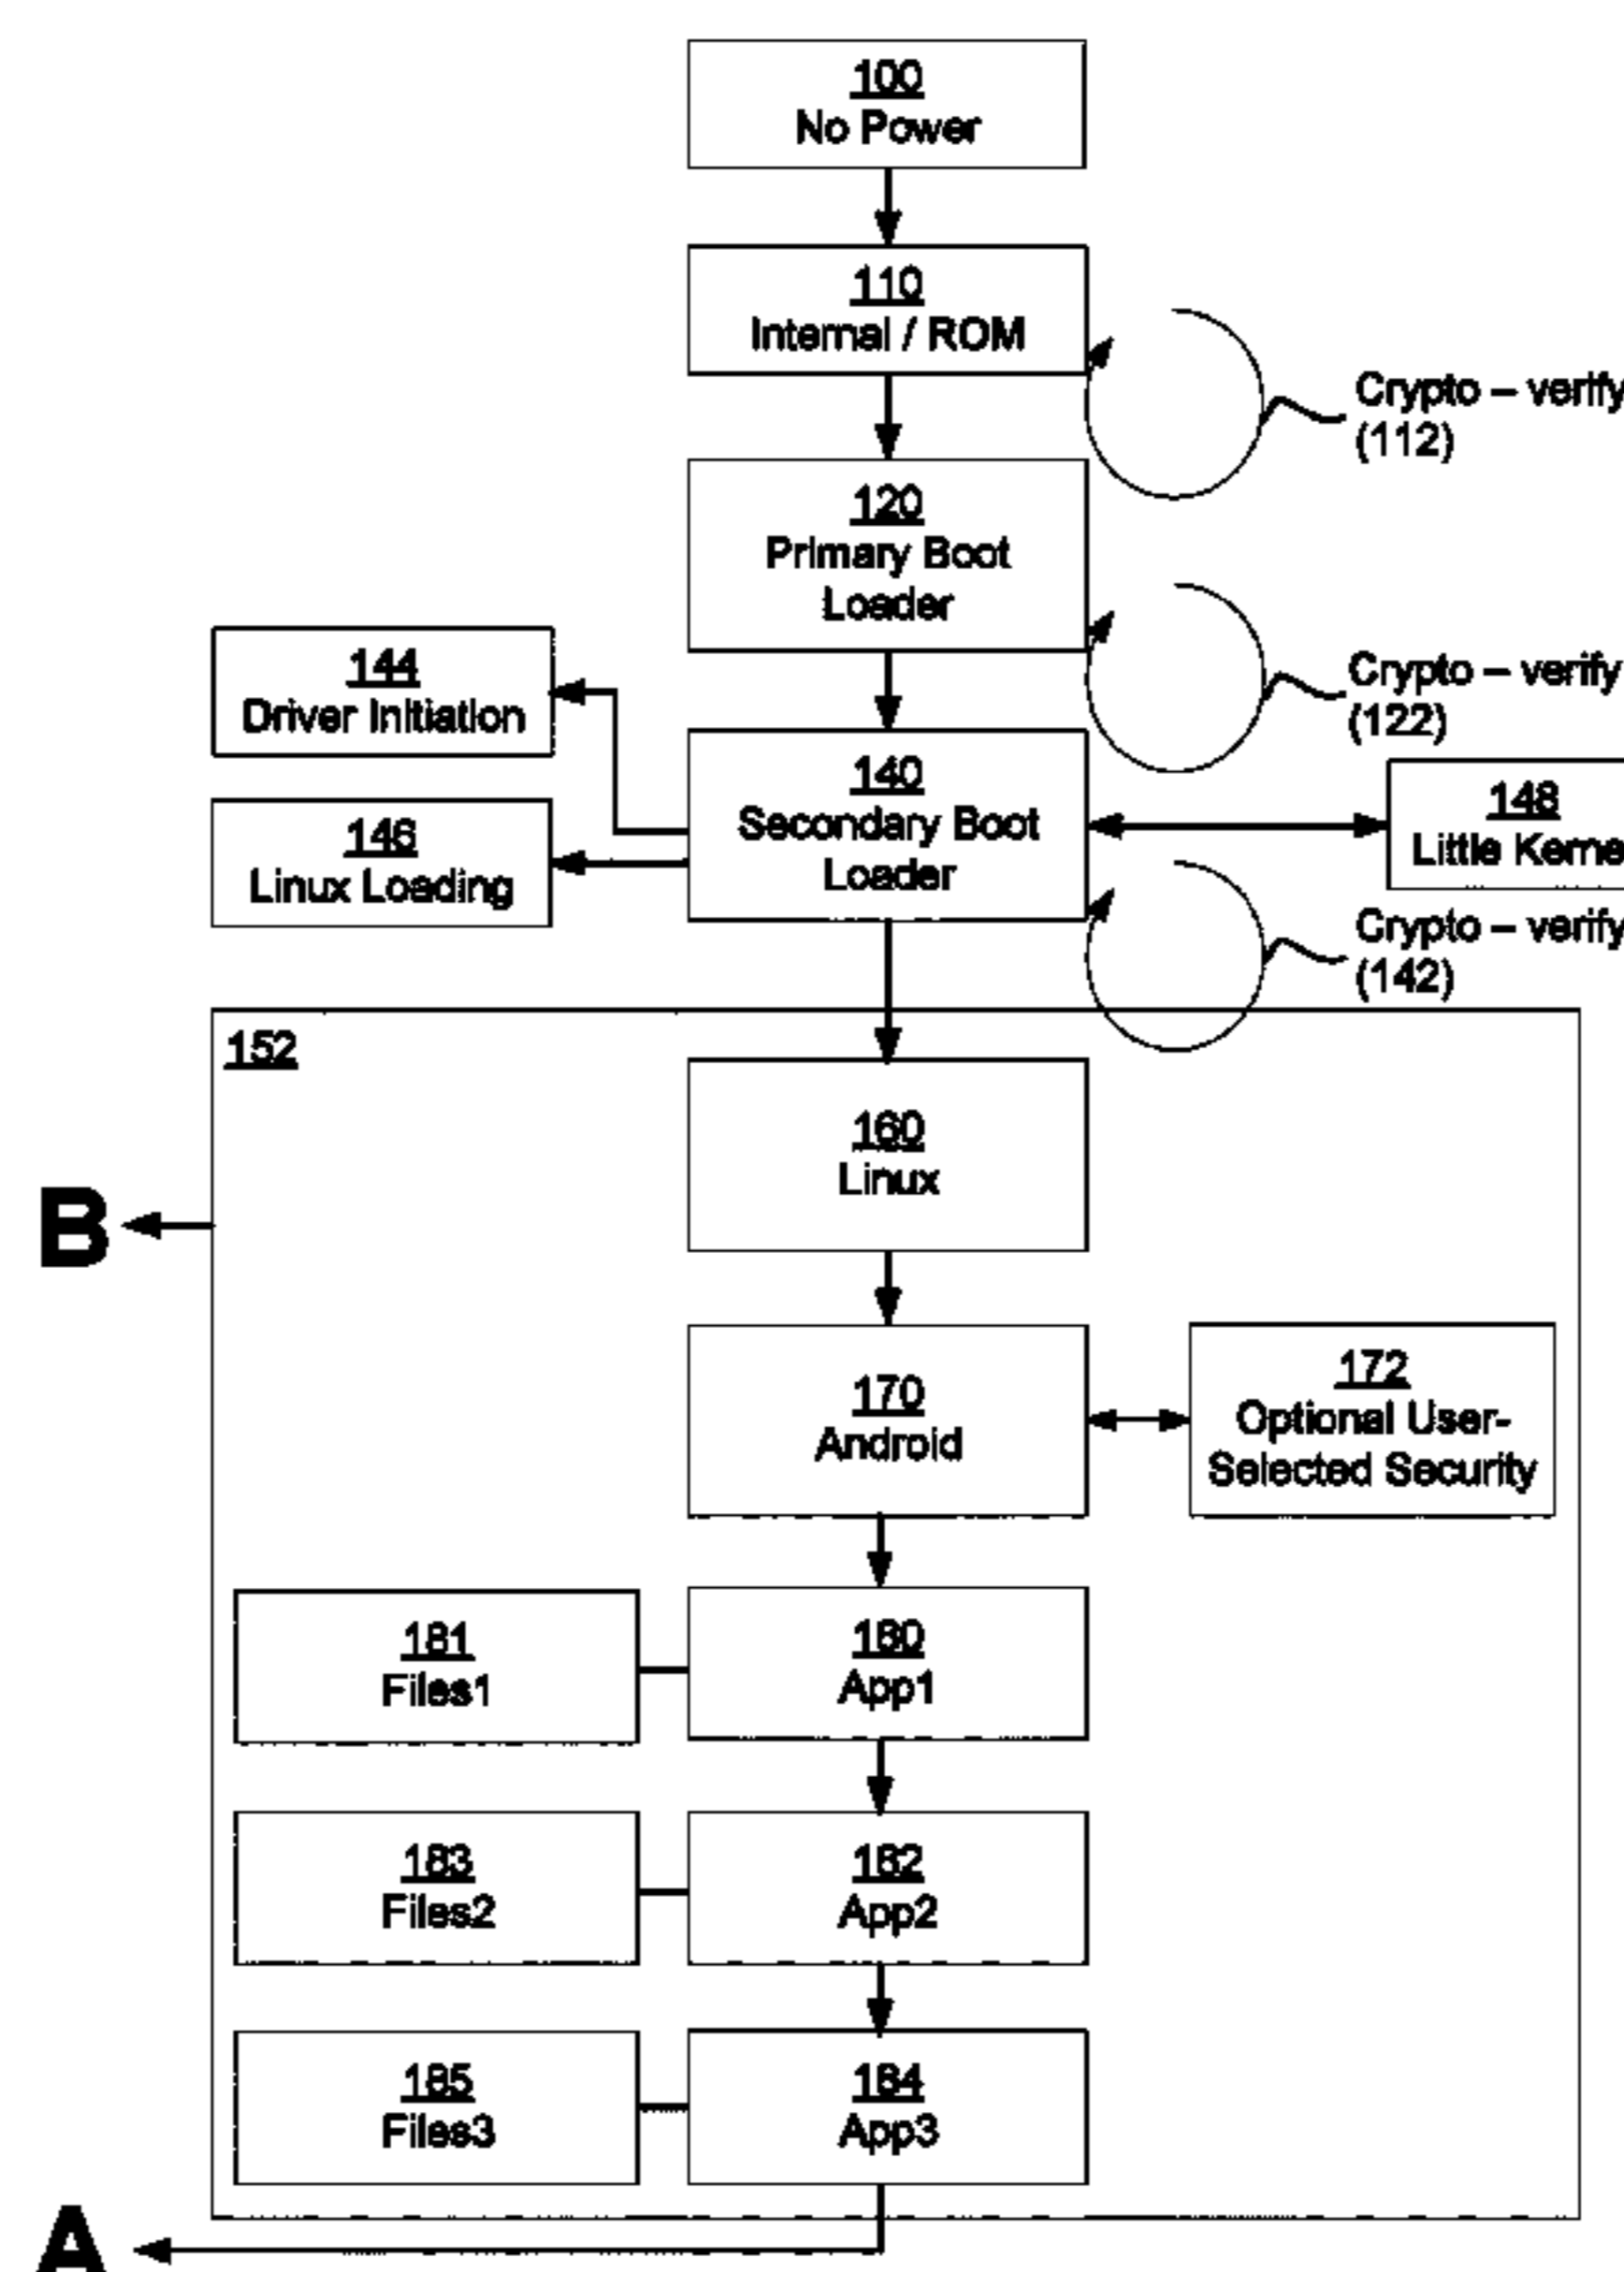 100
No Power
110
Internal / ROM
Crypto – verify
(112)
120
Primary Boot
Loader
Crypto – verify
(122)
144
Driver Initiation
140
Secondary Boot
Loader
148
Little Kerne
146
Linux Loading
Crypto – verify
(142)
152
160
Linux
B
170
Android
172
Optional User-
Selected Security
181
Files1
180
App1
183
Files2
182
App2
185
Files3
184
App3
A